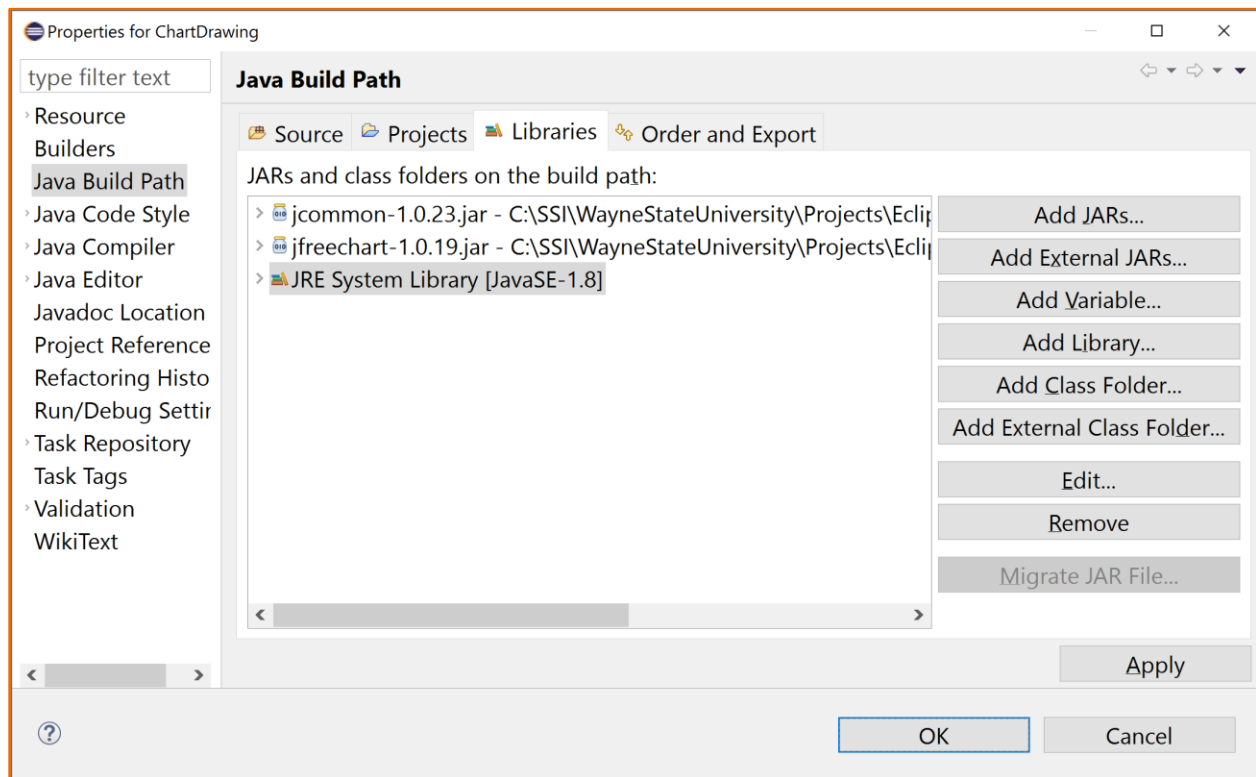 Properties for ChartDrawing
type filter text
Resource
Builders
Java Build Path
Java Code Style
Java Compiler
Java Editor
Javadoc Location
Project Reference
Refactoring Histo
Run/Debug Settin
Task Repository
Task Tags
Validation
WikiText
Java Build Path
Source Projects Libraries Order and Export
JARs and class folders on the build path:
jcommon-1.0.23.jar - C:\SSI\WayneStateUniversity\Projects\Eclip
jfreechart-1.0.19.jar - C:\SSI\WayneStateUniversity\Projects\Eclip
JRE System Library [JavaSE-1.8]
Add JARs...
Add External JARs...
Add Variable...
Add Library...
Add Class Folder...
Add External Class Folder...
Edit...
Remove
Migrate JAR File...
Apply
OK Cancel